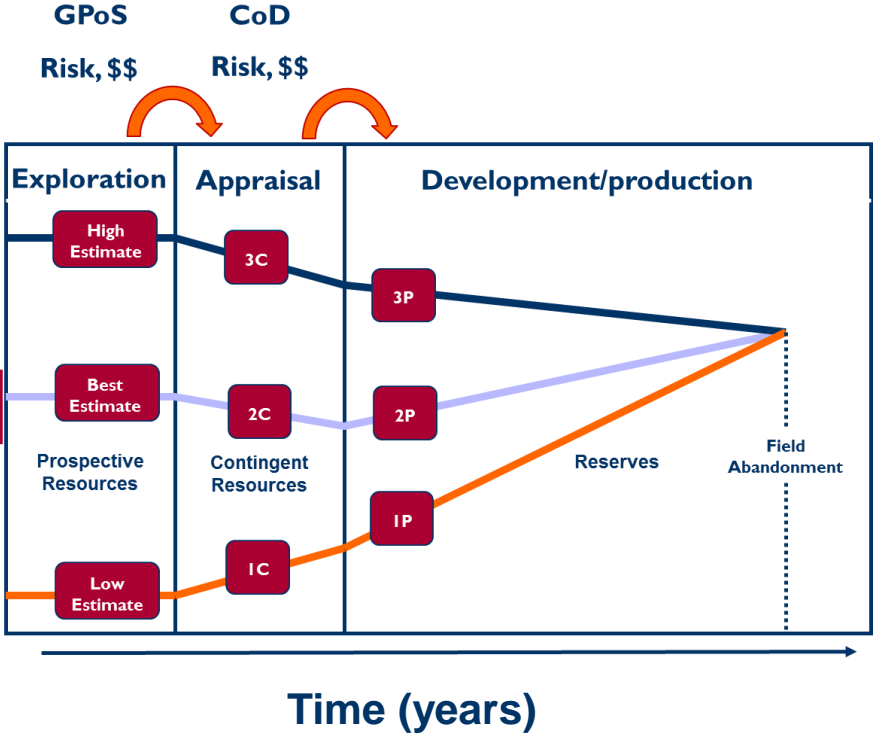 GPoS
CoD
Risk, $$
Risk, $$
Exploration
Appraisal
Development/production
High
Estimate
3C
3P
Best
Estimate
2C
2P
Prospective
Resources
Contingent
Resources
Reserves
Field
Abandonment
1P
1C
Low
Estimate
Time (years)